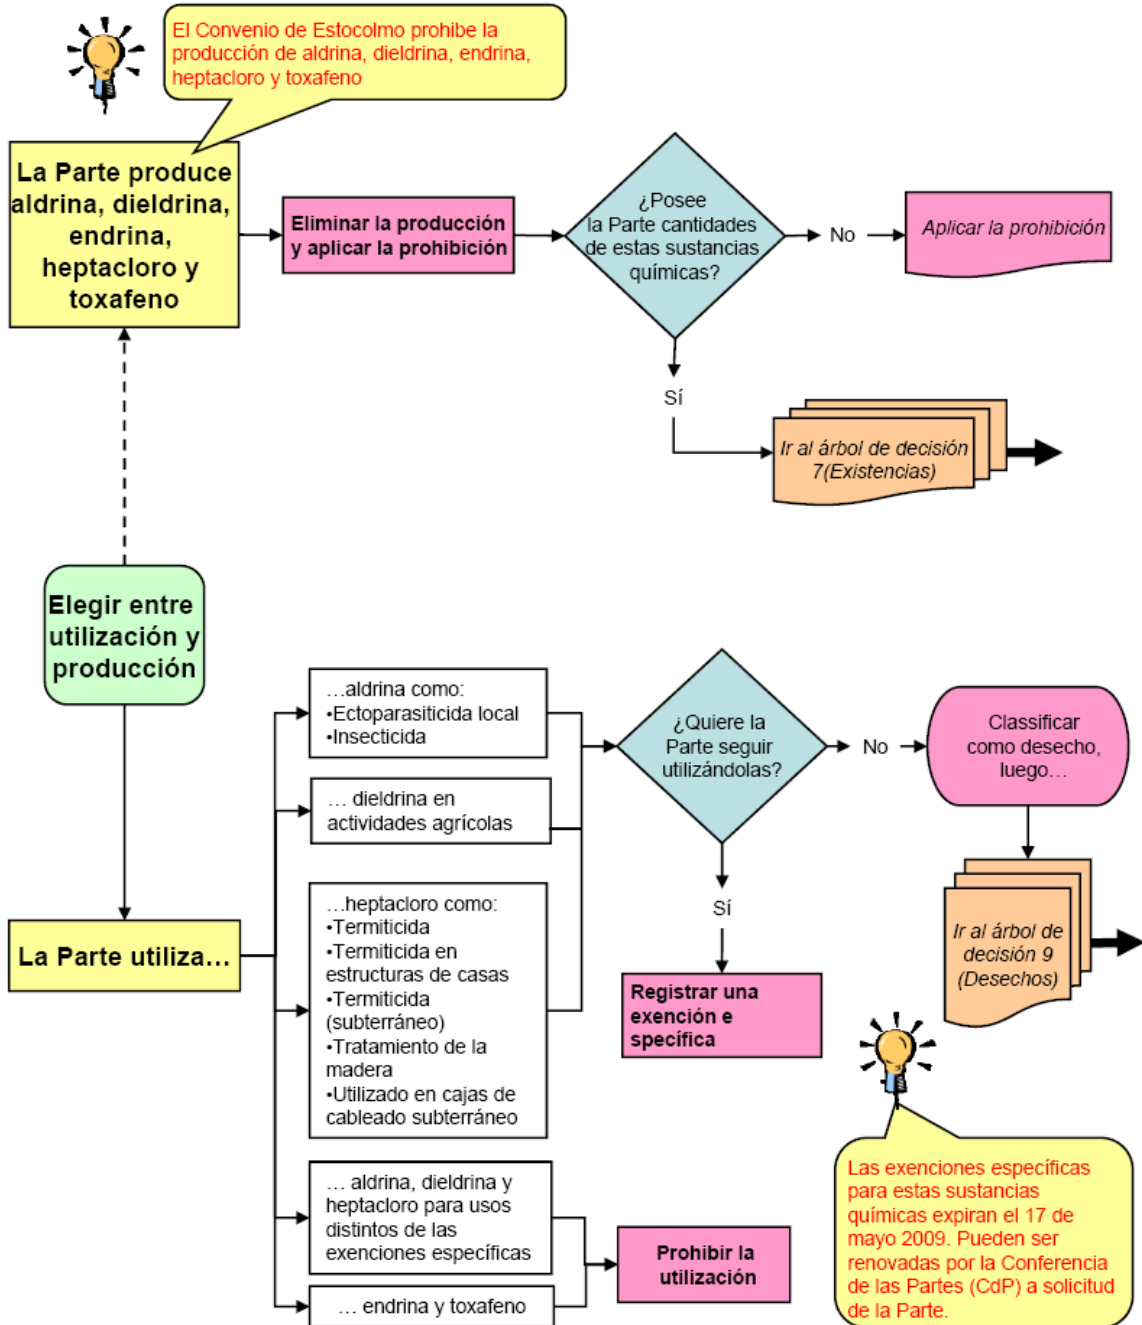 El Convenio de Estocolmo prohibe la
producción de aldrina, dieldrina, endrina,
heptacloro y toxafeno
La Parte produce
aldrina, dieldrina,
endrina,
heptacloro y
toxafeno
Eliminar la producción
y aplicar la prohibición
¿Posee
la Parte cantidades
de estas sustancias
químicas?
No
Aplicar la prohibición
Sí
Ir al árbol de decisión
7(Existencias)
Elegir entre
utilización y
producción
La Parte utiliza…
…aldrina como:
•Ectoparasiticida local
•Insecticida
… dieldrina en
actividades agrícolas
…heptacloro como:
•Termiticida
•Termiticida en
estructuras de casas
•Termiticida
(subterráneo)
•Tratamiento de la
madera
•Utilizado en cajas de
cableado subterráneo
… aldrina, dieldrina y
heptacloro para usos
distintos de las
exenciones específicas
… endrina y toxafeno
¿Quiere la
Parte seguir
utilizándolas?
No
Classificar
como desecho,
luego…
Sí
Registrar una
exención e
specífica
Ir al árbol de
decisión 9
(Desechos)
Prohibir la
utilización
Las exenciones específicas
para estas sustancias
químicas expiran el 17 de
mayo 2009. Pueden ser
renovadas por la Conferencia
de las Partes (CdP) a solicitud
de la Parte.